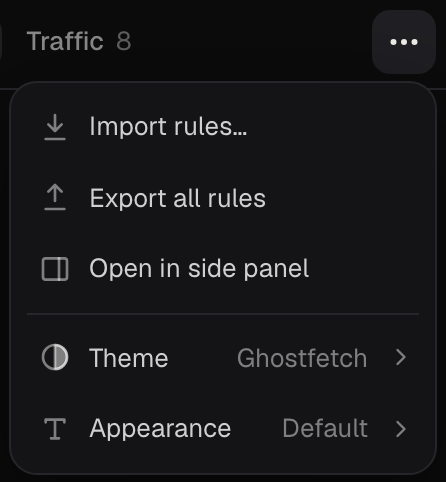 Traffic 8
Import rules...
Export all rules
Open in side panel
Theme Ghostfetch
Appearance Default